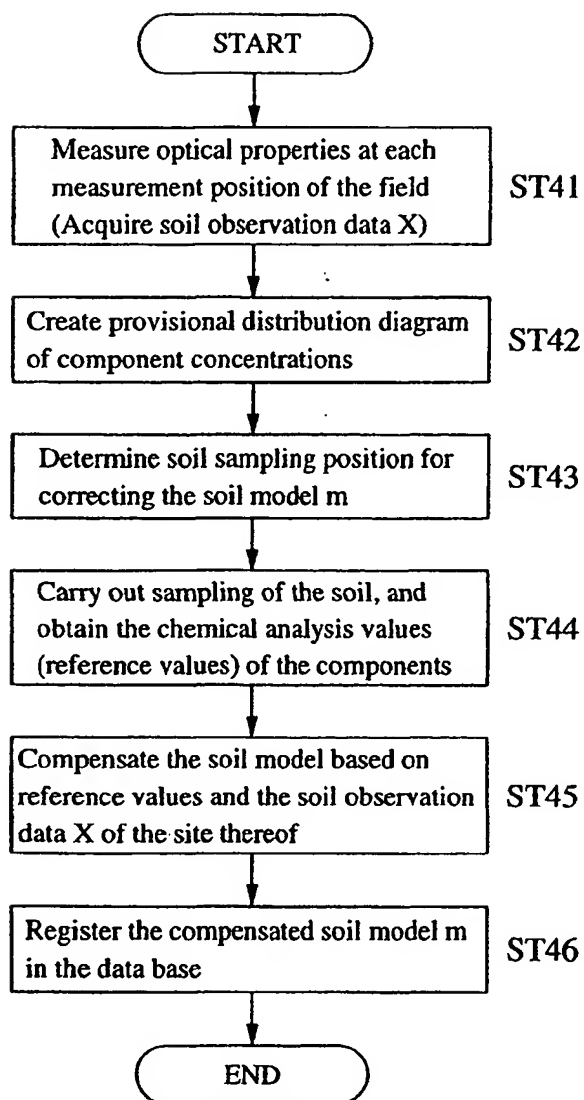 START
Measure optical properties at each
measurement position of the field
(Acquire soil observation data X)
ST41
Create provisional distribution diagram
of component concentrations
ST42
Determine soil sampling position for
correcting the soil model m
ST43
Carry out sampling of the soil, and
obtain the chemical analysis values
(reference values) of the components
ST44
Compensate the soil model based on
reference values and the soil observation
data X of the site thereof
ST45
Register the compensated soil model m
in the data base
ST46
END